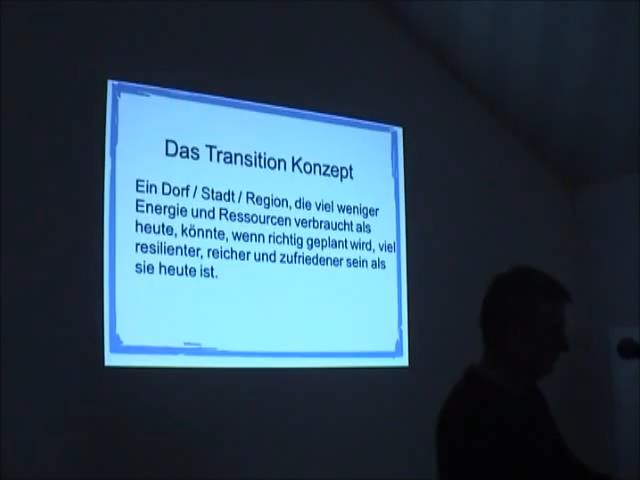 Das Transition Konzept
Ein Dorf / Stadt / Region, die viel weniger
Energie und Ressourcen verbraucht als
heute, könnte, wenn richtig geplant wird, viel
resilienter, reicher und zufriedener sein als
sie heute ist.